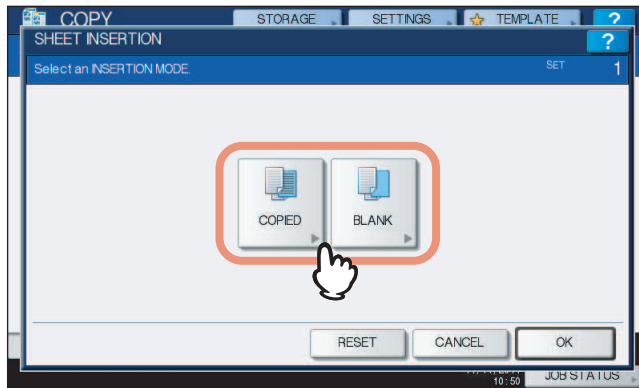 COPY STORAGE SETTINGS TEMPLATE ?
SHEET INSERTION ?
Select an INSERTION MODE. SET 1
COPIED BLANK
RESET CANCEL OK
10:50 JOB STATUS